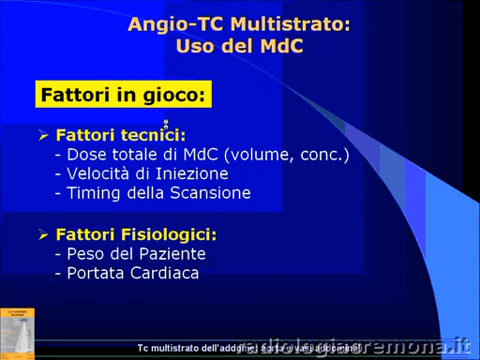 Angio-TC Multistrato:
Uso del MdC
Fattori in gioco:
Fattori tecnici:
- Dose totale di MdC (volume, conc.)
- Velocità di Iniezione
- Timing della Scansione
Fattori Fisiologici:
- Peso del Paziente
- Portata Cardiaca
Tc multistrato dell'addome: aorta e vasi addominali
radiologiacremona.it